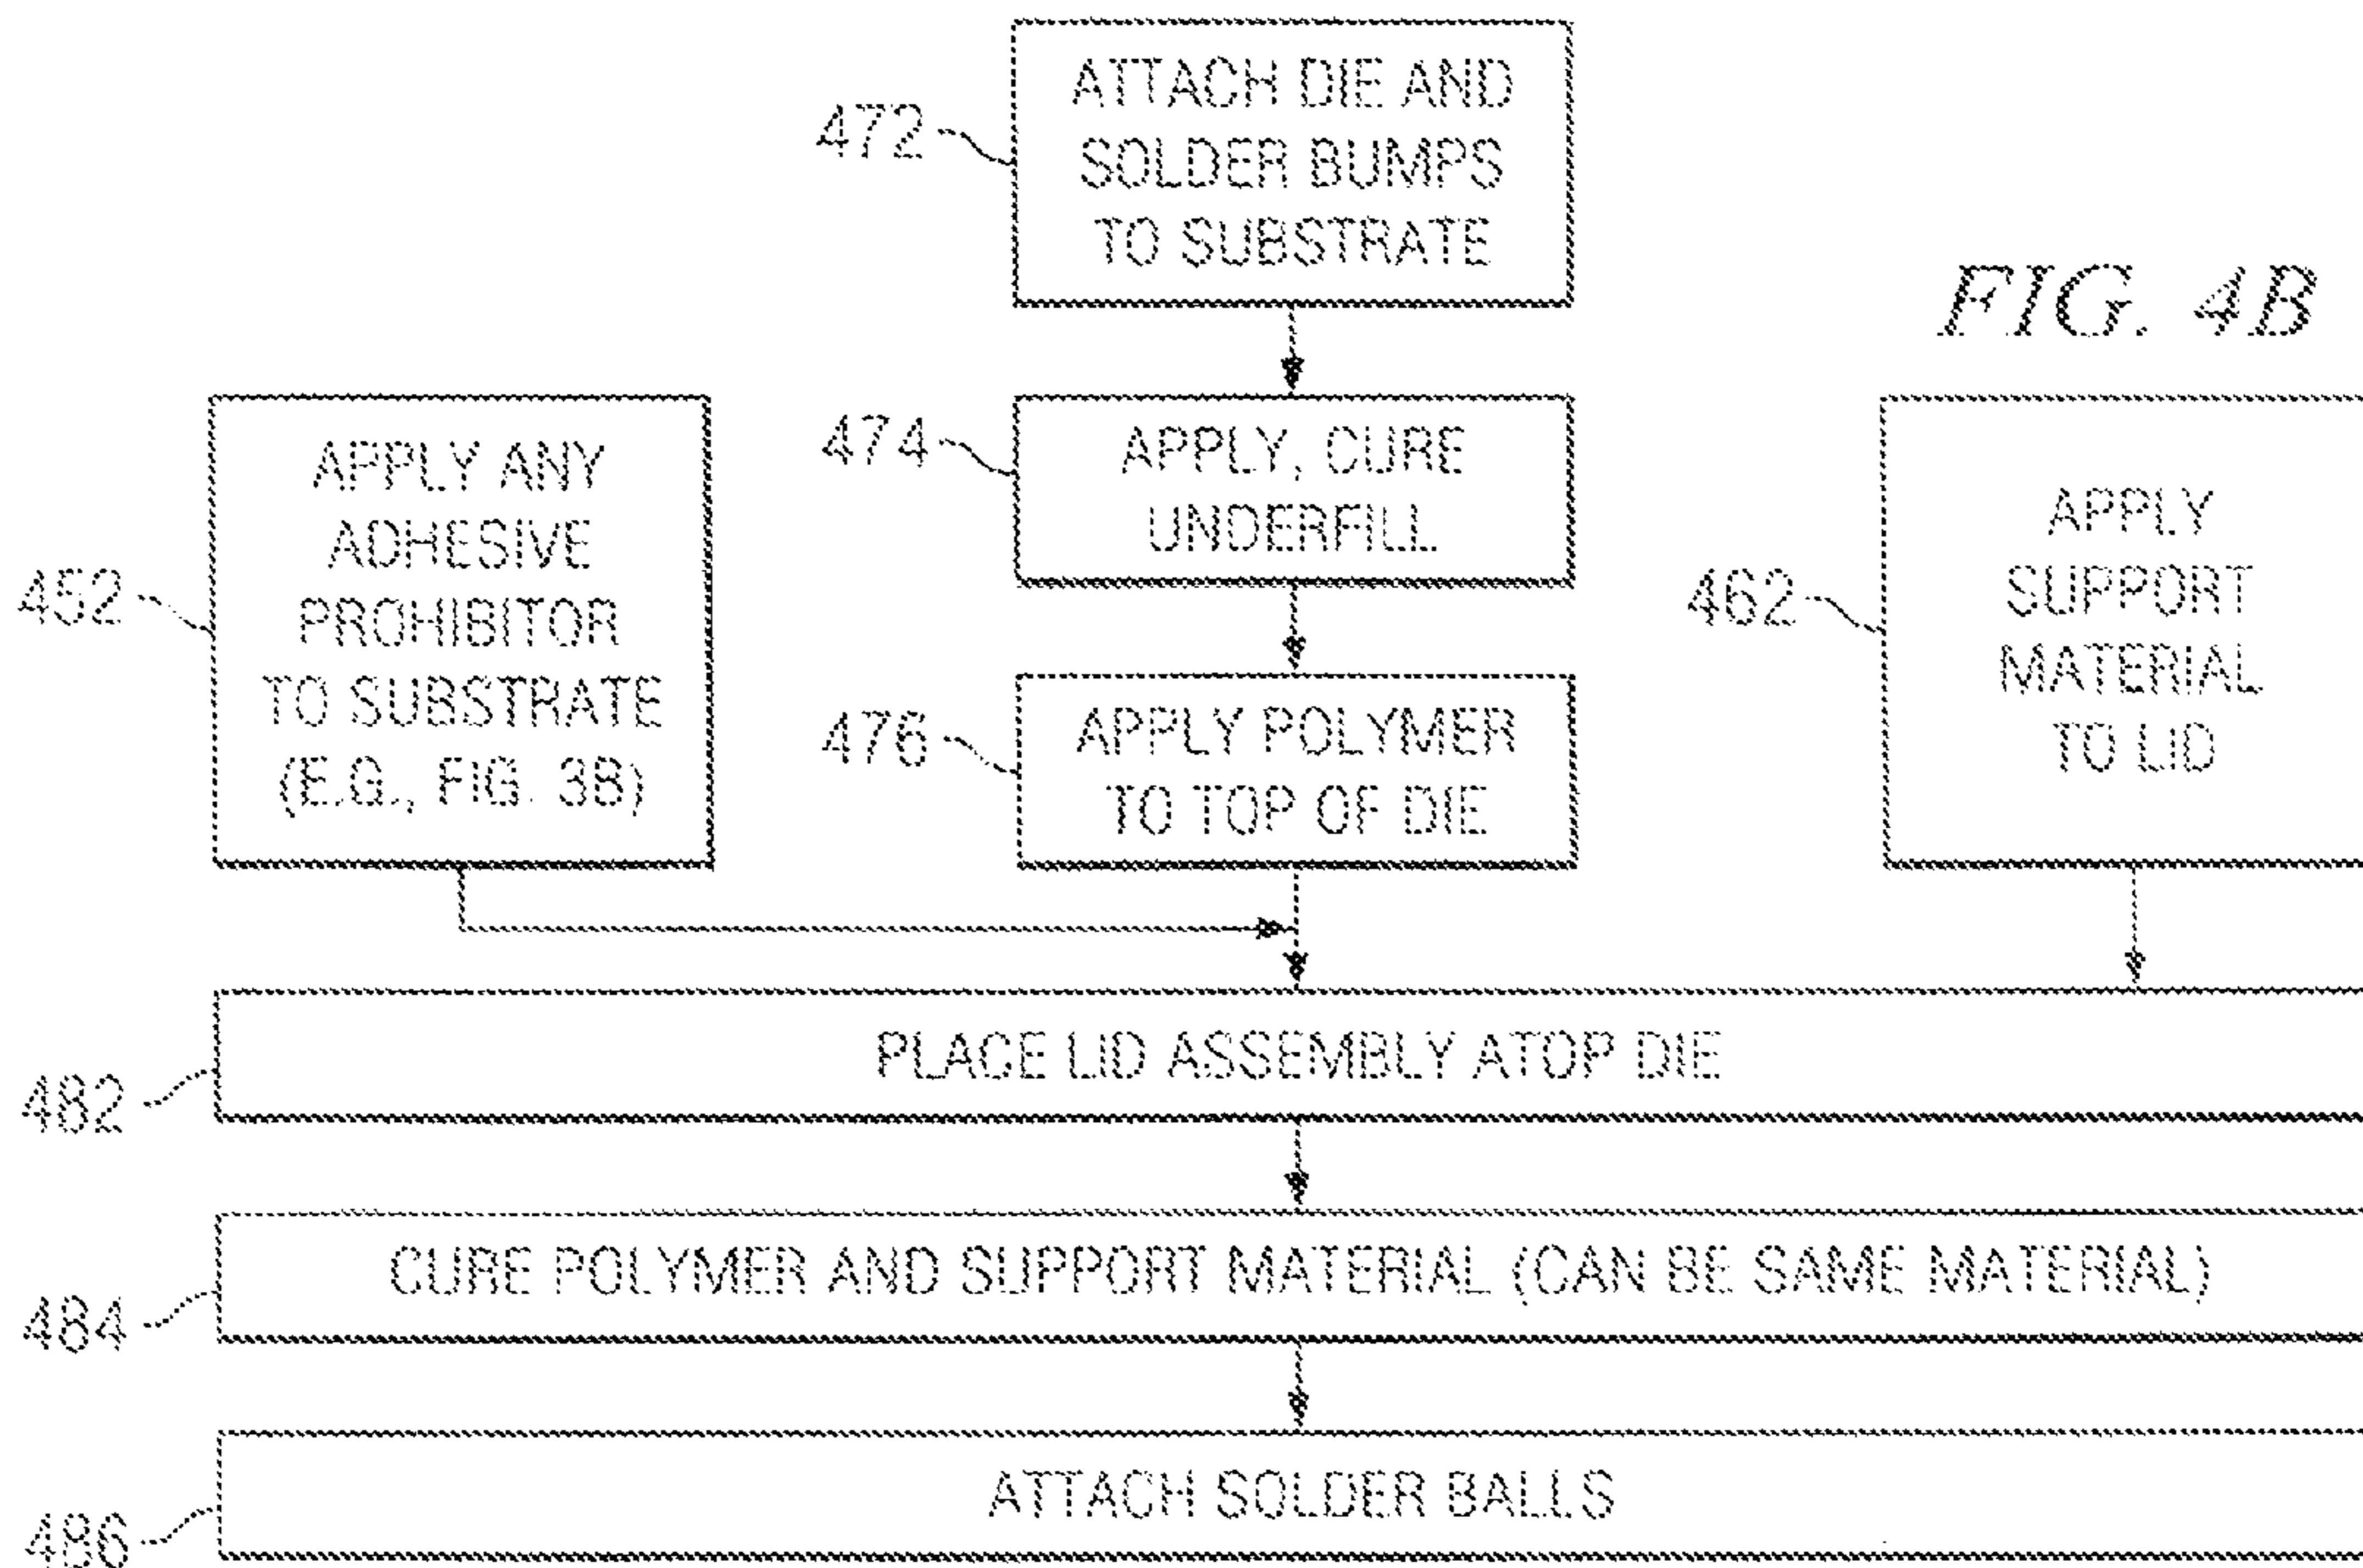 472
ATTACH DIE AND
SOLDER BUMPS
TO SUBSTRATE
FIG. 4B
452
APPLY ANY
ADHESIVE
PROHIBITOR
TO SUBSTRATE
(E.G., FIG. 3B)
474
APPLY, CURE
UNDERFILL
476
APPLY POLYMER
TO TOP OF DIE
462
APPLY
SUPPORT
MATERIAL
TO LID
482
PLACE LID ASSEMBLY ATOP DIE
484
CURE POLYMER AND SUPPORT MATERIAL (CAN BE SAME MATERIAL)
486
ATTACH SOLDER BALLS